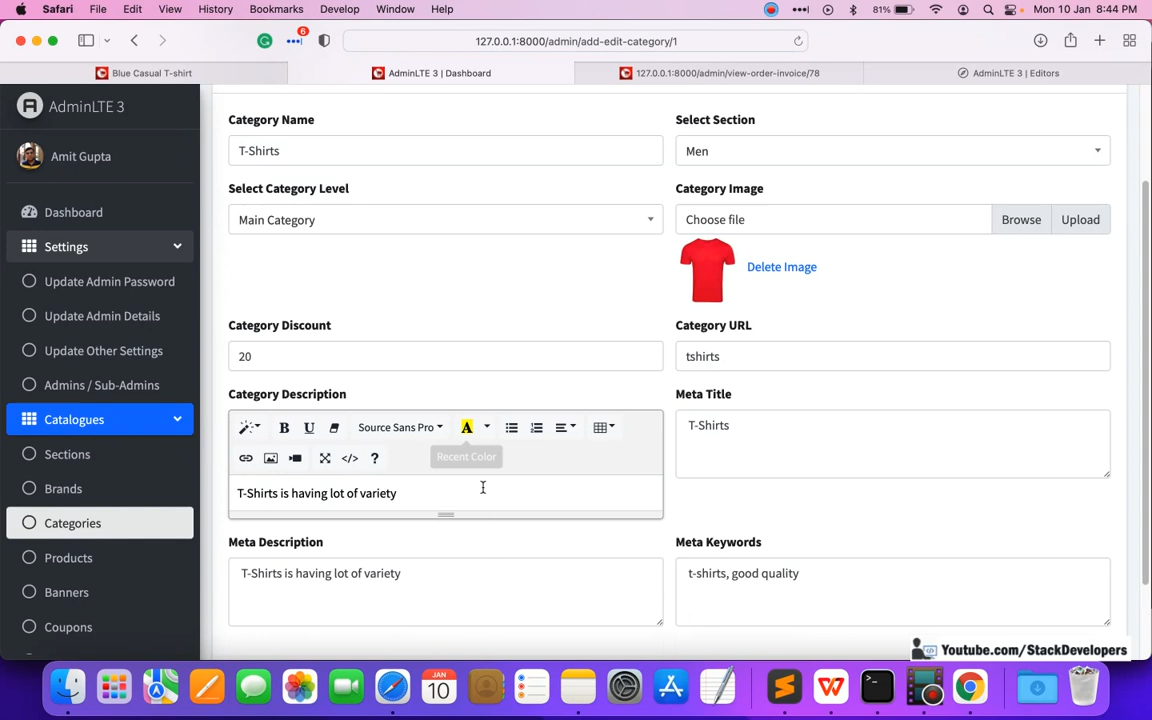 Safari File Edit View History Bookmarks Develop Window Help 6 81% Mon 10 Jan 8:44 PM
127.0.0.1:8000/admin/add-edit-category/1
Blue Casual T-shirt AdminLTE 3 | Dashboard 127.0.0.1:8000/admin/view-order-invoice/78 AdminLTE 3 | Editors
AdminLTE 3
Amit Gupta
Dashboard
Settings
Update Admin Password
Update Admin Details
Update Other Settings
Admins / Sub-Admins
Catalogues
Sections
Brands
Categories
Products
Banners
Coupons
Category Name Select Section
T-Shirts Men
Select Category Level Category Image
Main Category Choose file Browse Upload
Delete Image
Category Discount Category URL
20 tshirts
Category Description Meta Title
B U Source Sans Pro A T-Shirts
</> ? Recent Color
T-Shirts is having lot of variety
Meta Description Meta Keywords
T-Shirts is having lot of variety t-shirts, good quality
Youtube.com/StackDevelopers
JAN
10